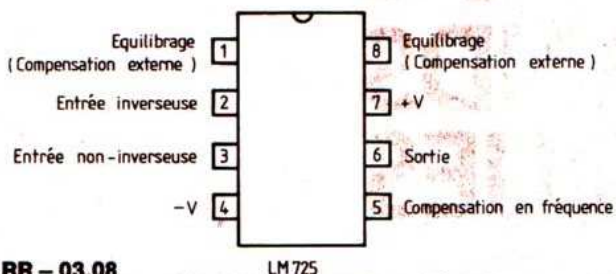 Equilibrage
(Compensation externe)
1
8
Equilibrage
(Compensation externe)
Entrée inverseuse
2
7
+V
Entrée non-inverseuse
3
6
Sortie
-V
4
5
Compensation en fréquence
RR – 03.08
LM 725